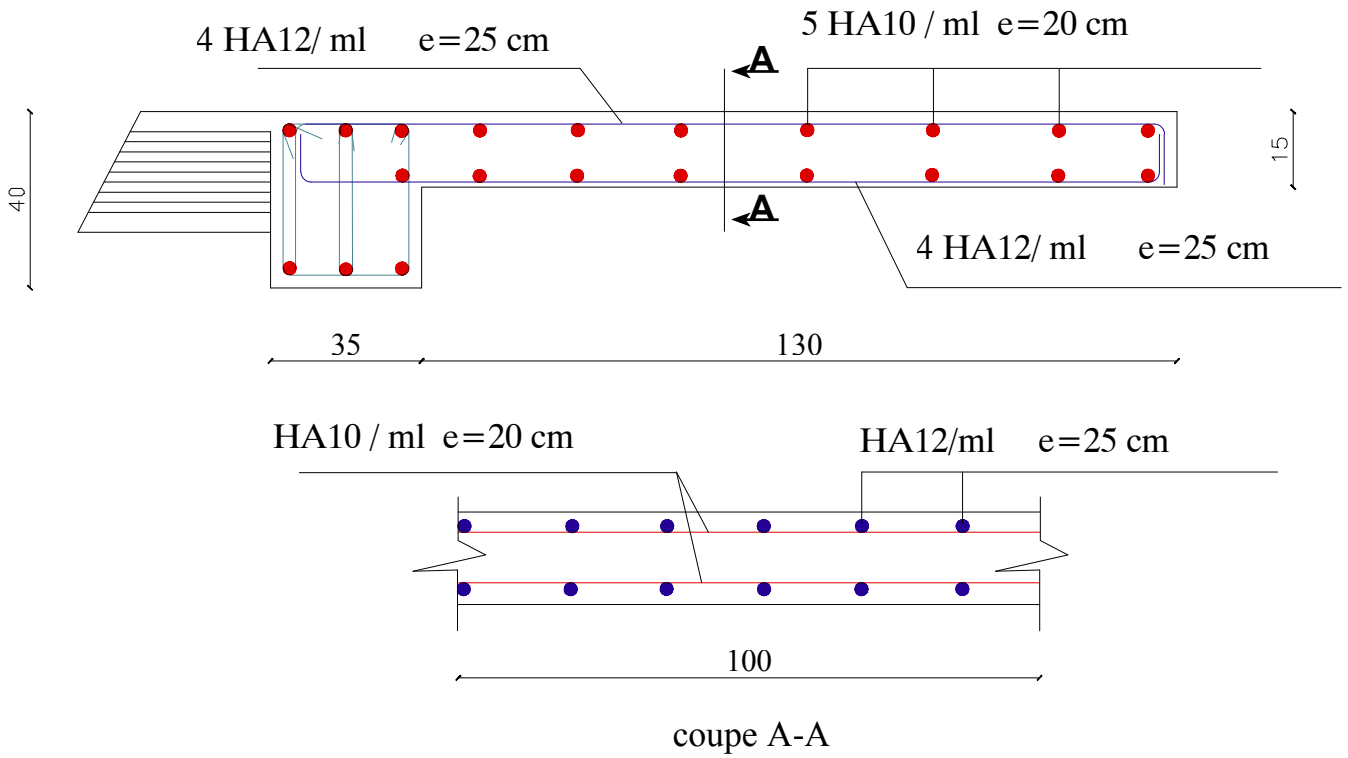 4 HA12/ ml e=25 cm
5 HA10 / ml e=20 cm
A
40
15
A
4 HA12/ ml e=25 cm
35
130
HA10 / ml e=20 cm
HA12/ml e=25 cm
100
coupe A-A